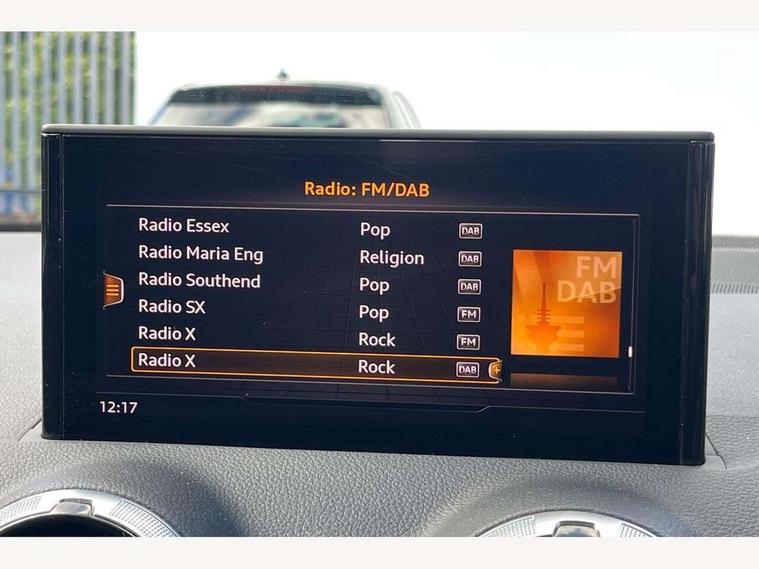 Radio: FM/DAB
Radio Essex Pop DAB
Radio Maria Eng Religion DAB
Radio Southend Pop DAB
Radio SX Pop FM
Radio X Rock FM
Radio X Rock DAB
FM
DAB
12:17